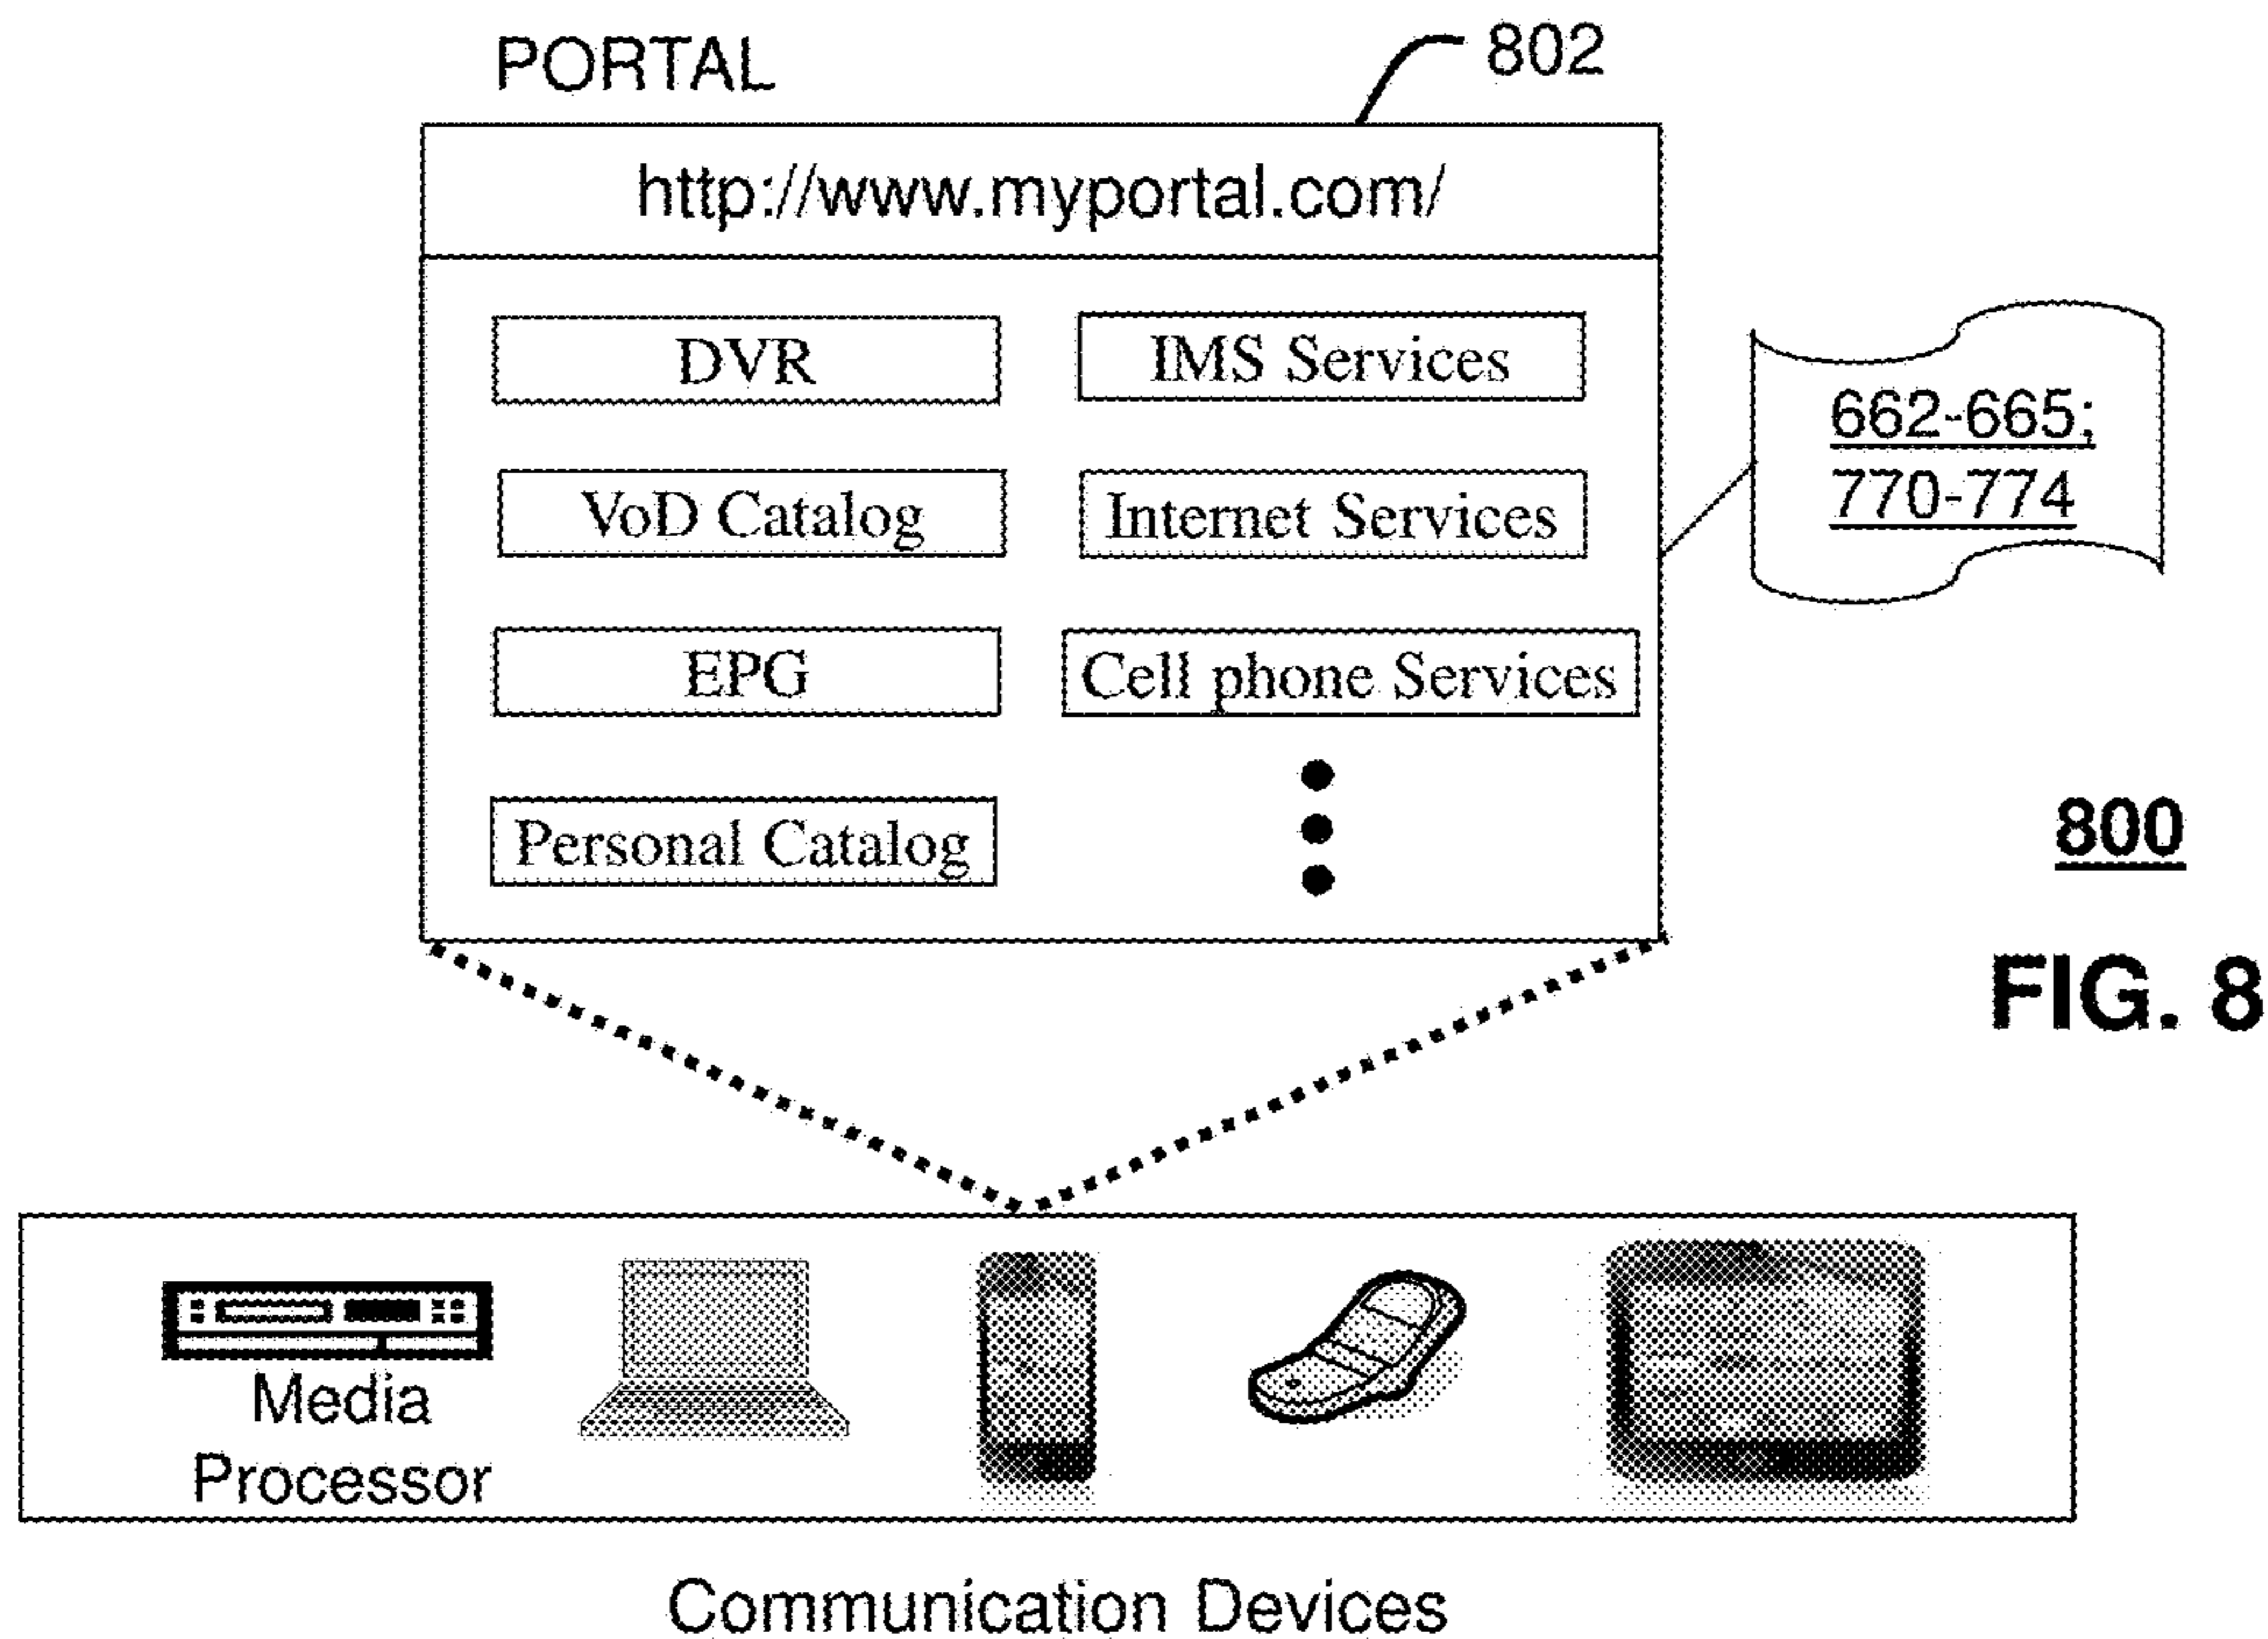 PORTAL
802
http://www.myportal.com/
DVR
IMS Services
VoD Catalog
Internet Services
EPG
Cell phone Services
Personal Catalog
662-665;
770-774
800
FIG. 8
Media
Processor
Communication Devices